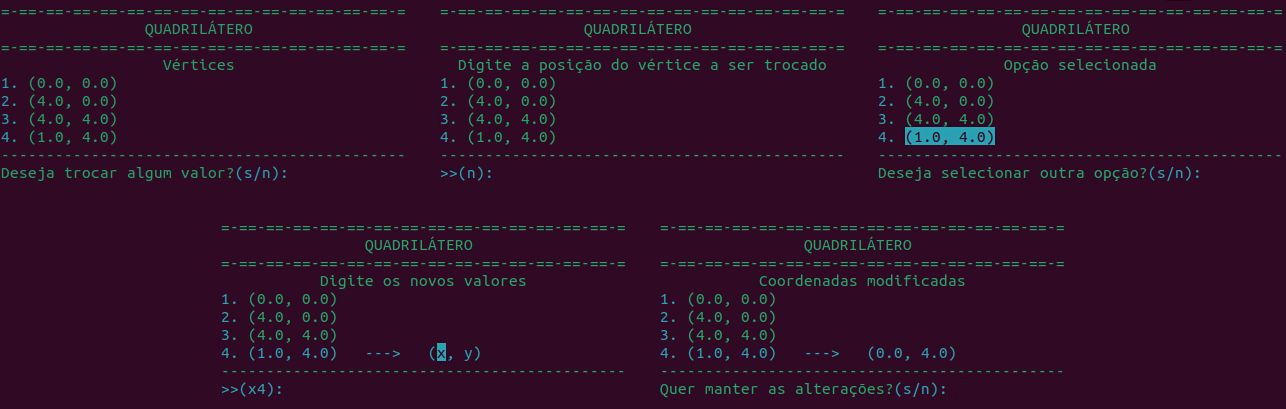 =-==-==-==-==-==-==-==-==-==-==-==-==-==-==-=
QUADRILÁTERO
=-==-==-==-==-==-==-==-==-==-==-==-==-==-==-=
Vértices
1. (0.0, 0.0)
2. (4.0, 0.0)
3. (4.0, 4.0)
4. (1.0, 4.0)
---------------------------------------------
Deseja trocar algum valor?(s/n):
=-==-==-==-==-==-==-==-==-==-==-==-==-==-==-=
QUADRILÁTERO
=-==-==-==-==-==-==-==-==-==-==-==-==-==-==-=
Digite a posição do vértice a ser trocado
1. (0.0, 0.0)
2. (4.0, 0.0)
3. (4.0, 4.0)
4. (1.0, 4.0)
---------------------------------------------
>>(n):
=-==-==-==-==-==-==-==-==-==-==-==-==-==-==-=
QUADRILÁTERO
=-==-==-==-==-==-==-==-==-==-==-==-==-==-==-=
Opção selecionada
1. (0.0, 0.0)
2. (4.0, 0.0)
3. (4.0, 4.0)
4. (1.0, 4.0)
---------------------------------------------
Deseja selecionar outra opção?(s/n):
=-==-==-==-==-==-==-==-==-==-==-==-==-==-==-=
QUADRILÁTERO
=-==-==-==-==-==-==-==-==-==-==-==-==-==-==-=
Digite os novos valores
1. (0.0, 0.0)
2. (4.0, 0.0)
3. (4.0, 4.0)
4. (1.0, 4.0) ---> (x, y)
---------------------------------------------
>>(x4):
=-==-==-==-==-==-==-==-==-==-==-==-==-==-==-=
QUADRILÁTERO
=-==-==-==-==-==-==-==-==-==-==-==-==-==-==-=
Coordenadas modificadas
1. (0.0, 0.0)
2. (4.0, 0.0)
3. (4.0, 4.0)
4. (1.0, 4.0) ---> (0.0, 4.0)
---------------------------------------------
Quer manter as alterações?(s/n):